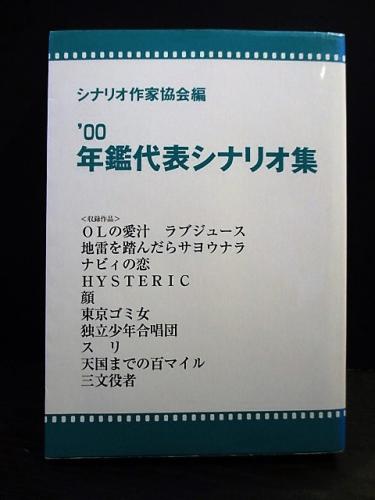 シナリオ作家協会編
'00
年鑑代表シナリオ集
<収録作品>
OLの愛汁 ラブジュース
地雷を踏んだらサヨウナラ
ナビィの恋
HYSTERIC
顔
東京ゴミ女
独立少年合唱団
スリ
天国までの百マイル
三文役者